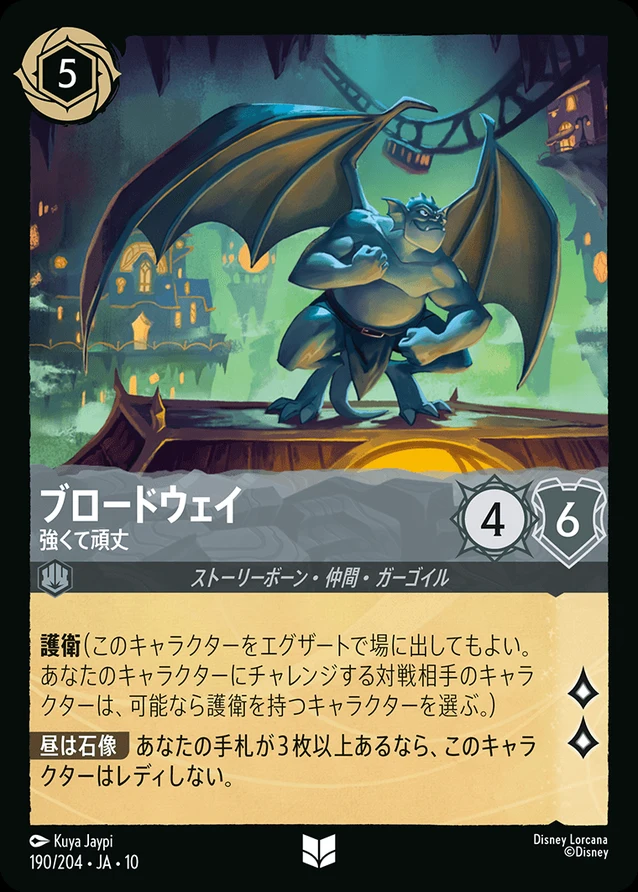 5
ブロードウェイ
強くて頑丈
4
6
ストーリーボーン・仲間・ガーゴイル
護衛(このキャラクターをエグザートで場に出してもよい。
あなたのキャラクターにチャレンジする対戦相手のキャラ
クターは、可能なら護衛を持つキャラクターを選ぶ。)
昼は石像 あなたの手札が3枚以上あるなら、このキャラ
クターはレディしない。
Kuya Jaypi
190/204・JA・10
Disney Lorcana
©Disney